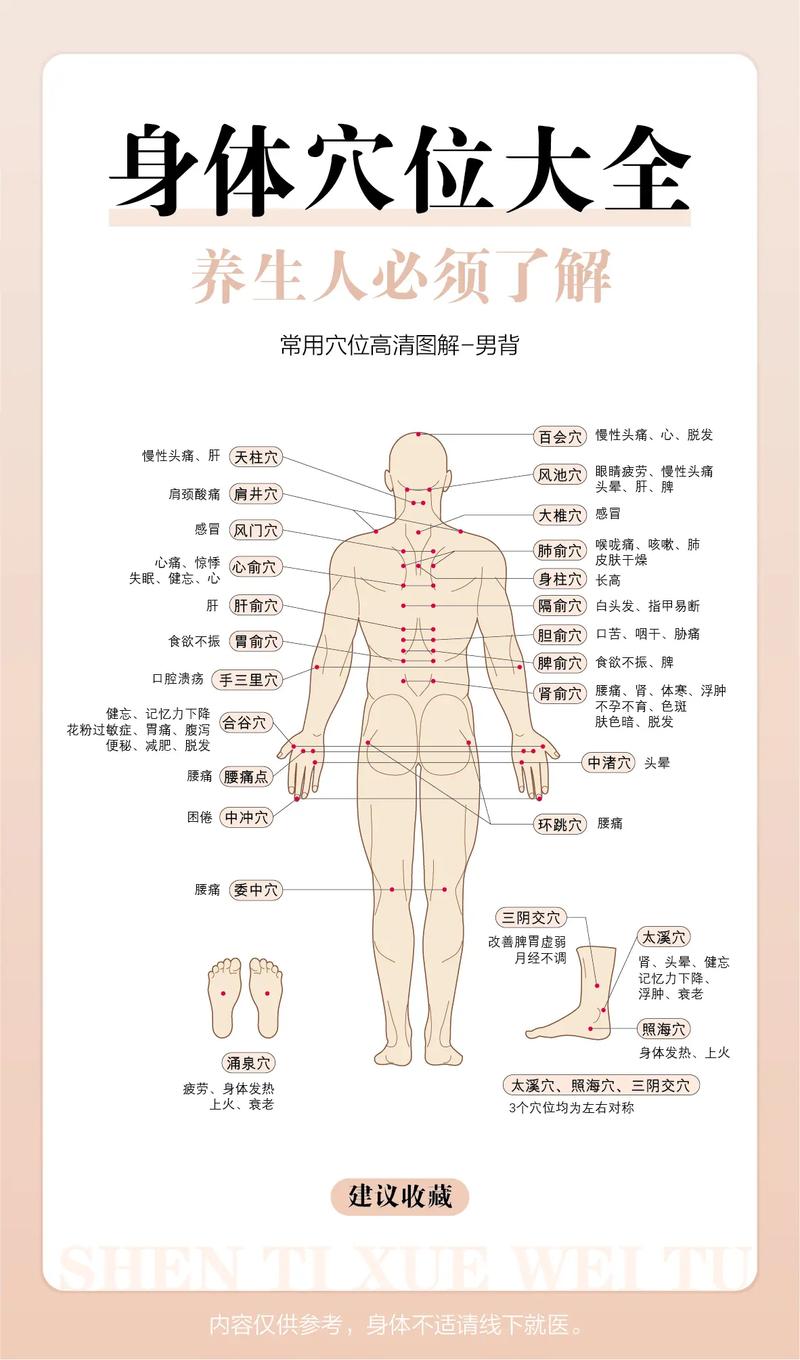 身体穴位大全
养生人必须了解
常用穴位高清图解-男背
百会穴
慢性头痛、心、脱发
慢性头痛、肝
天柱穴
风池穴
眼睛疲劳、慢性头痛
头晕、肝、脾
肩颈酸痛
肩井穴
大椎穴
感冒
感冒
风门穴
肺俞穴
喉咙痛、咳嗽、肺
皮肤干燥
心痛、惊悸
失眠、健忘、心
心俞穴
身柱穴
长高
肝
肝俞穴
隔俞穴
白头发、指甲易断
食欲不振
胃俞穴
胆俞穴
口苦、咽干、胁痛
脾俞穴
食欲不振、脾
口腔溃疡
手三里穴
肾俞穴
腰痛、肾、体寒、浮肿
不孕不育、色斑
肤色暗、脱发
健忘、记忆力下降
花粉过敏症、胃痛、腹泻
便秘、减肥、脱发
合谷穴
腰痛
腰痛点
中渚穴
头晕
困倦
中冲穴
环跳穴
腰痛
腰痛
委中穴
三阴交穴
改善脾胃虚弱
月经不调
太溪穴
肾、头晕、健忘
记忆力下降、
浮肿、衰老
照海穴
身体发热、上火
涌泉穴
疲劳、身体发热
上火、衰老
太溪穴、照海穴、三阴交穴
3个穴位均为左右对称
建议收藏
SHEN TI XUE WEI TU
内容仅供参考，身体不适请线下就医。